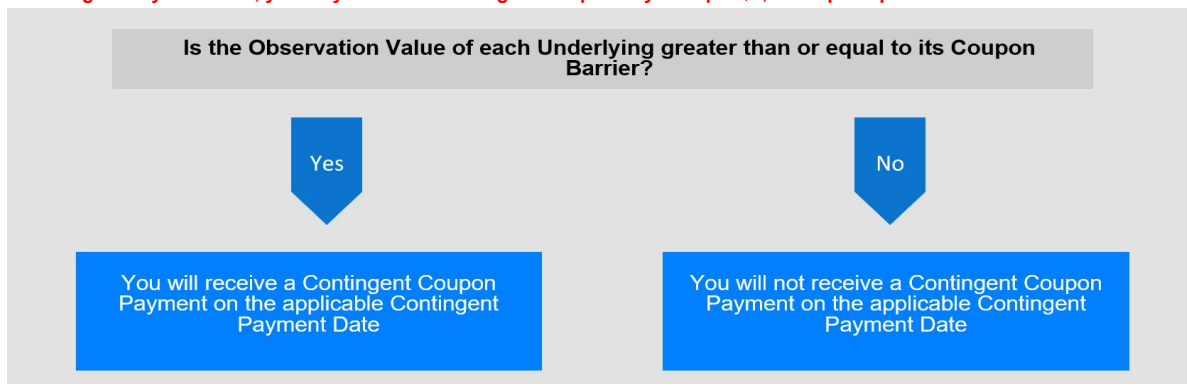 Is the Observation Value of each Underlying greater than or equal to its Coupon
Barrier?
Yes
No
You will receive a Contingent Coupon
Payment on the applicable Contingent
Payment Date
You will not receive a Contingent Coupon
Payment on the applicable Contingent
Payment Date